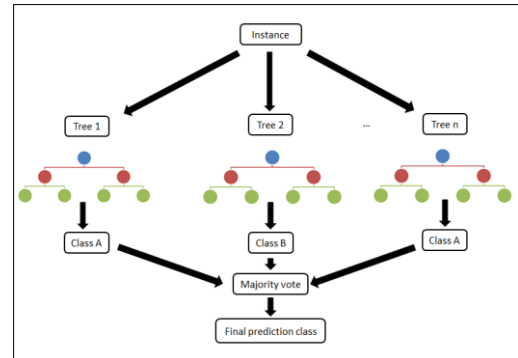 Instance
Tree 1
Tree 2
...
Tree n
Class A
Class B
Class A
Majority vote
Final prediction class